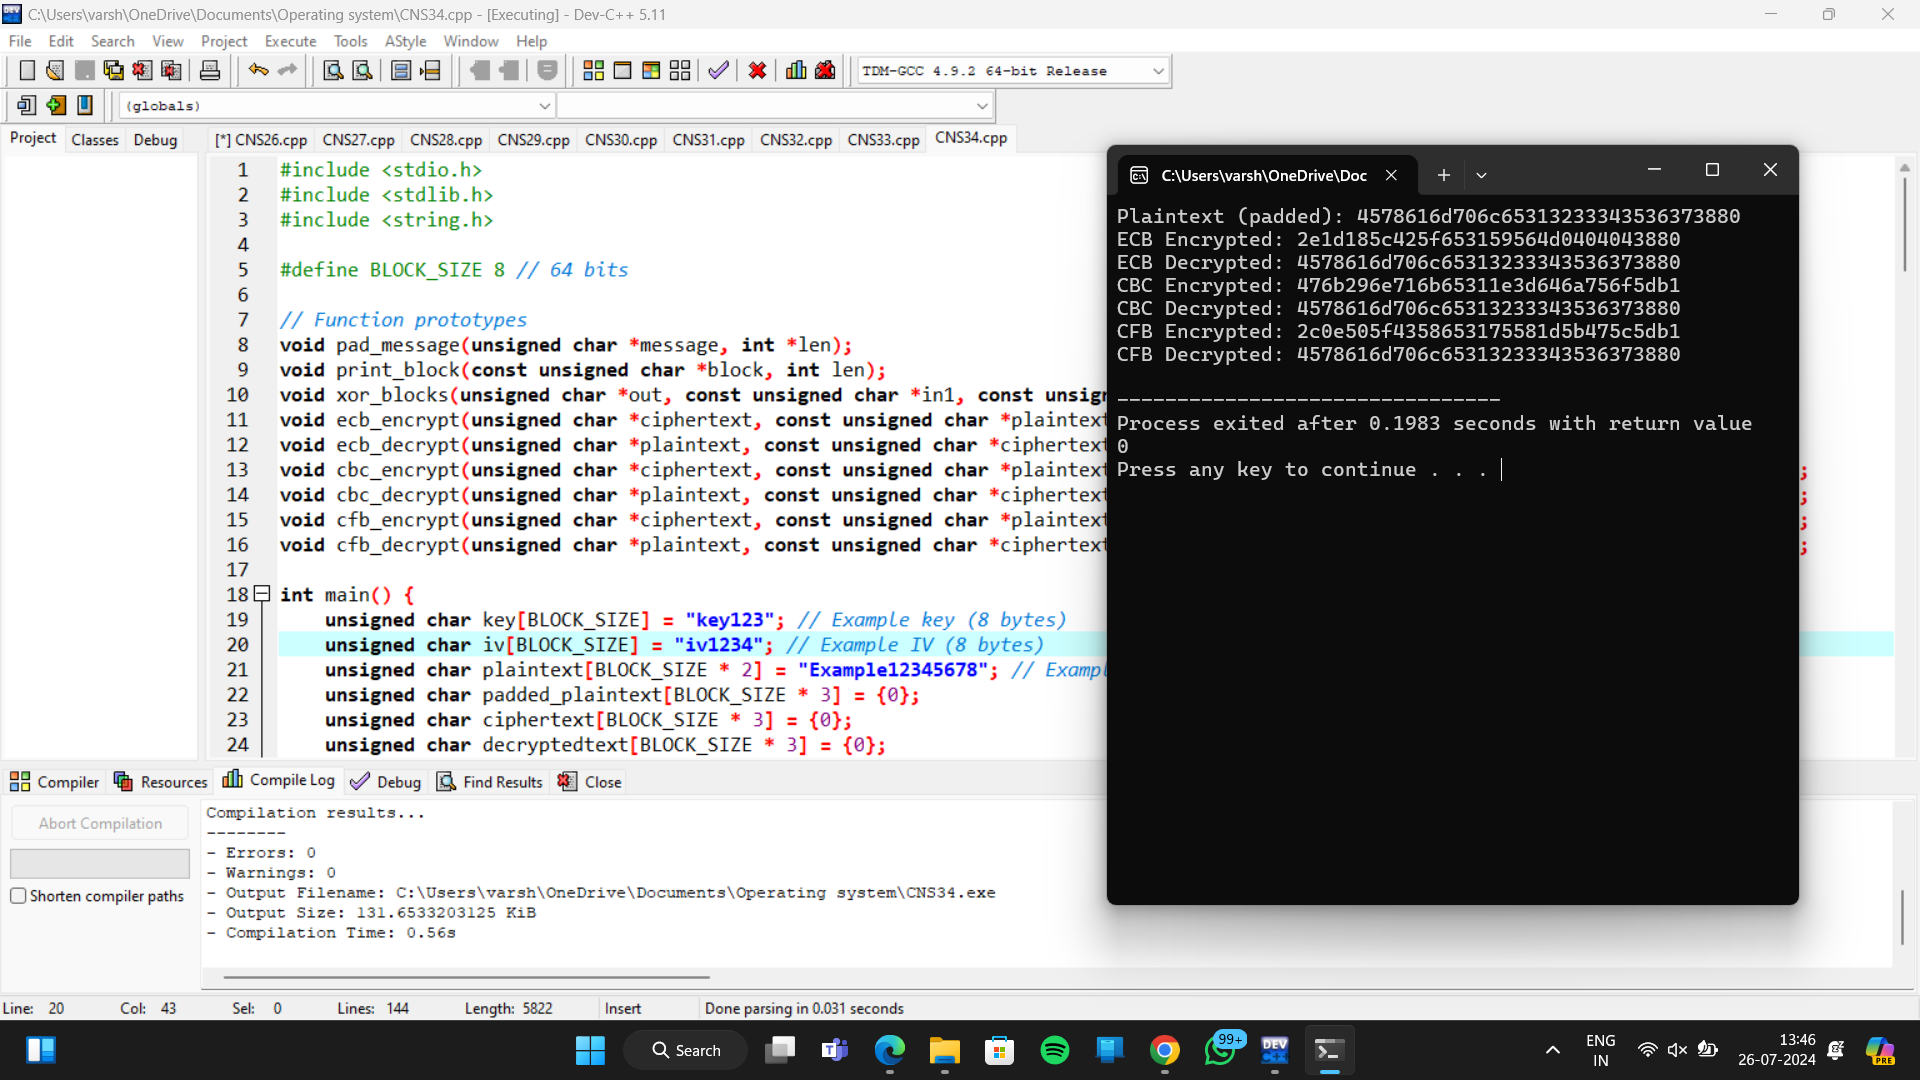 C:\Users\varsh\OneDrive\Documents\Operating system\CNS34.cpp - [Executing] - Dev-C++ 5.11
File Edit Search View Project Execute Tools AStyle Window Help
TDM-GCC 4.9.2 64-bit Release
(globals)
Project Classes Debug [*] CNS26.cpp CNS27.cpp CNS28.cpp CNS29.cpp CNS30.cpp CNS31.cpp CNS32.cpp CNS33.cpp CNS34.cpp
1 #include <stdio.h>
2 #include <stdlib.h>
3 #include <string.h>
4
5 #define BLOCK_SIZE 8 // 64 bits
6
7 // Function prototypes
8 void pad_message(unsigned char *message, int *len);
9 void print_block(const unsigned char *block, int len);
10 void xor_blocks(unsigned char *out, const unsigned char *in1, const unsig
11 void ecb_encrypt(unsigned char *ciphertext, const unsigned char *plaintext
12 void ecb_decrypt(unsigned char *plaintext, const unsigned char *ciphertext
13 void cbc_encrypt(unsigned char *ciphertext, const unsigned char *plaintext ;
14 void cbc_decrypt(unsigned char *plaintext, const unsigned char *ciphertext ;
15 void cfb_encrypt(unsigned char *ciphertext, const unsigned char *plaintext ;
16 void cfb_decrypt(unsigned char *plaintext, const unsigned char *ciphertext ;
17
18 int main() {
19 unsigned char key[BLOCK_SIZE] = "key123"; // Example key (8 bytes)
20 unsigned char iv[BLOCK_SIZE] = "iv1234"; // Example IV (8 bytes)
21 unsigned char plaintext[BLOCK_SIZE * 2] = "Example12345678"; // Exampl
22 unsigned char padded_plaintext[BLOCK_SIZE * 3] = {0};
23 unsigned char ciphertext[BLOCK_SIZE * 3] = {0};
24 unsigned char decryptedtext[BLOCK_SIZE * 3] = {0};
C:\Users\varsh\OneDrive\Doc
Plaintext (padded): 4578616d706c65313233343536373880
ECB Encrypted: 2e1d185c425f653159564d0404043880
ECB Decrypted: 4578616d706c65313233343536373880
CBC Encrypted: 476b296e716b65311e3d646a756f5db1
CBC Decrypted: 4578616d706c65313233343536373880
CFB Encrypted: 2c0e505f4358653175581d5b475c5db1
CFB Decrypted: 4578616d706c65313233343536373880
--------------------------------
Process exited after 0.1983 seconds with return value
0
Press any key to continue . . .
Compiler Resources Compile Log Debug Find Results Close
Abort Compilation
Shorten compiler paths
Compilation results...
--------
- Errors: 0
- Warnings: 0
- Output Filename: C:\Users\varsh\OneDrive\Documents\Operating system\CNS34.exe
- Output Size: 131.6533203125 KiB
- Compilation Time: 0.56s
Line: 20 Col: 43 Sel: 0 Lines: 144 Length: 5822 Insert Done parsing in 0.031 seconds
Search
99+
DEV
C++
ENG
IN
13:46
26-07-2024
PRE